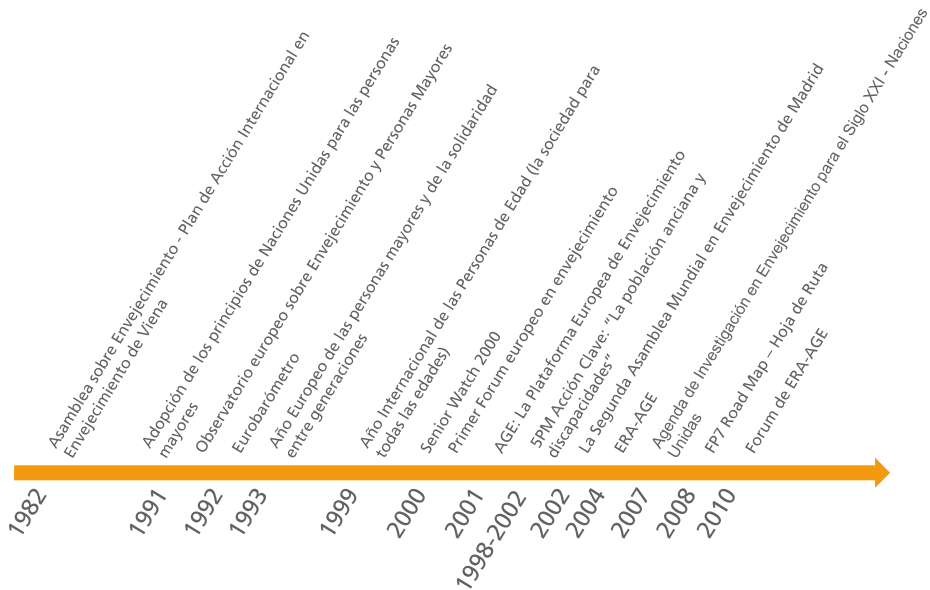 Asamblea sobre Envejecimiento - Plan de Acción Internacional en
Envejecimiento de Viena
Adopción de los principios de Naciones Unidas para las personas
mayores
Observatorio europeo sobre Envejecimiento y Personas Mayores
Eurobarómetro
Año Europeo de las personas mayores y de la solidaridad
entre generaciones
Año Internacional de las Personas de Edad (la sociedad para
todas las edades)
Senior Watch 2000
Primer Forum europeo en envejecimiento
AGE: La Plataforma Europea de Envejecimiento
5PM Acción Clave: “La población anciana y
discapacidades”
La Segunda Asamblea Mundial en Envejecimiento de Madrid
ERA-AGE
Agenda de Investigación en Envejecimiento para el Siglo XXI - Naciones
Unidas
FP7 Road Map – Hoja de Ruta
Forum de ERA-AGE
1982
1991
1992
1993
1999
2000
2001
1998-2002
2002
2004
2007
2008
2010